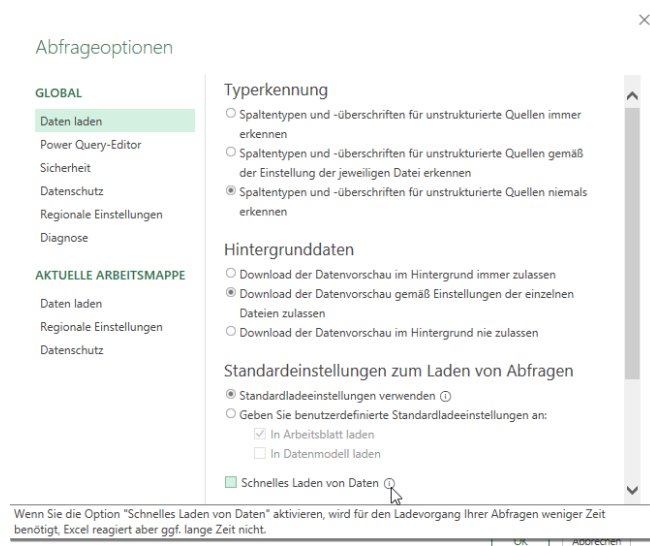 Abfrageoptionen
GLOBAL
Daten laden
Power Query-Editor
Sicherheit
Datenschutz
Regionale Einstellungen
Diagnose
AKTUELLE ARBEITSMAPPE
Daten laden
Regionale Einstellungen
Datenschutz
Typerkennung
Spaltentypen und -überschriften für unstrukturierte Quellen immer
erkennen
Spaltentypen und -überschriften für unstrukturierte Quellen gemäß
der Einstellung der jeweiligen Datei erkennen
Spaltentypen und -überschriften für unstrukturierte Quellen niemals
erkennen
Hintergrunddaten
Download der Datenvorschau im Hintergrund immer zulassen
Download der Datenvorschau gemäß Einstellungen der einzelnen
Dateien zulassen
Download der Datenvorschau im Hintergrund nie zulassen
Standardeinstellungen zum Laden von Abfragen
Standardladeeinstellungen verwenden
Geben Sie benutzerdefinierte Standardladeeinstellungen an:
In Arbeitsblatt laden
In Datenmodell laden
Schnelles Laden von Daten
Wenn Sie die Option "Schnelles Laden von Daten" aktivieren, wird für den Ladevorgang Ihrer Abfragen weniger Zeit
benötigt, Excel reagiert aber ggf. lange Zeit nicht.
OK
Abbrechen